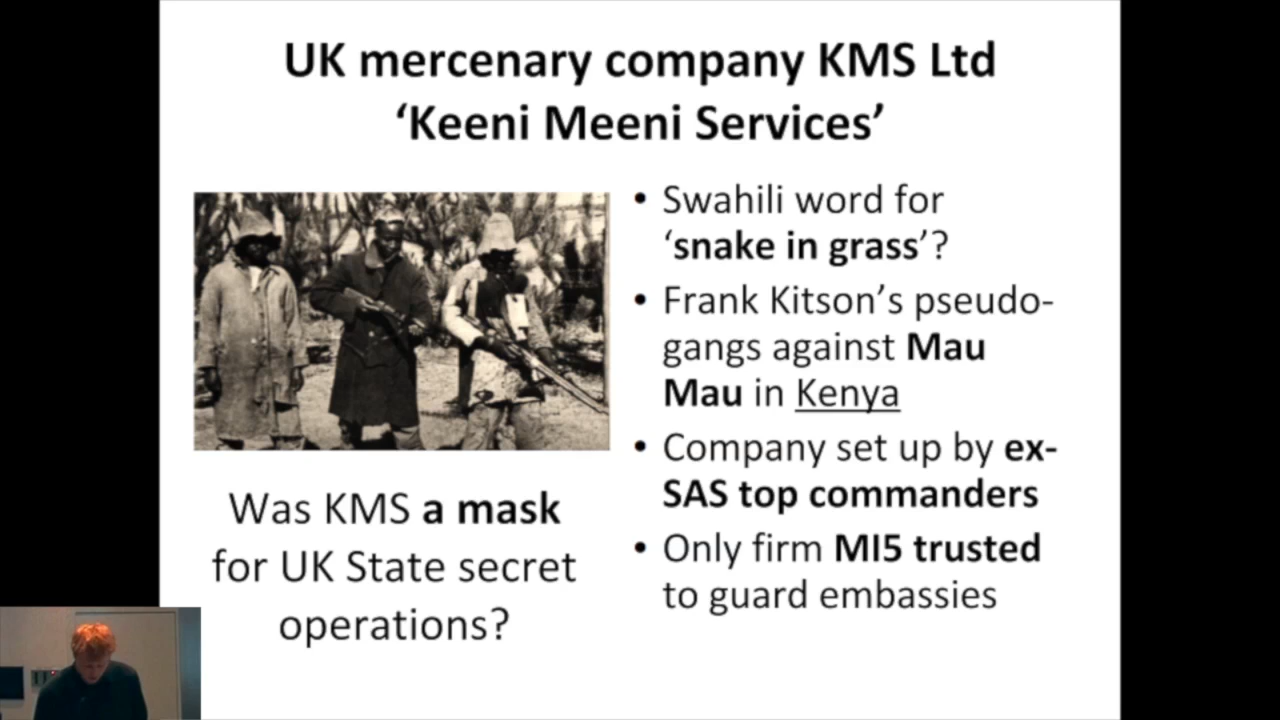 UK mercenary company KMS Ltd
‘Keeni Meeni Services’
• Swahili word for
‘snake in grass’?
• Frank Kitson’s pseudo-
gangs against Mau
Mau in Kenya
• Company set up by ex-
SAS top commanders
• Only firm MI5 trusted
to guard embassies
Was KMS a mask
for UK State secret
operations?